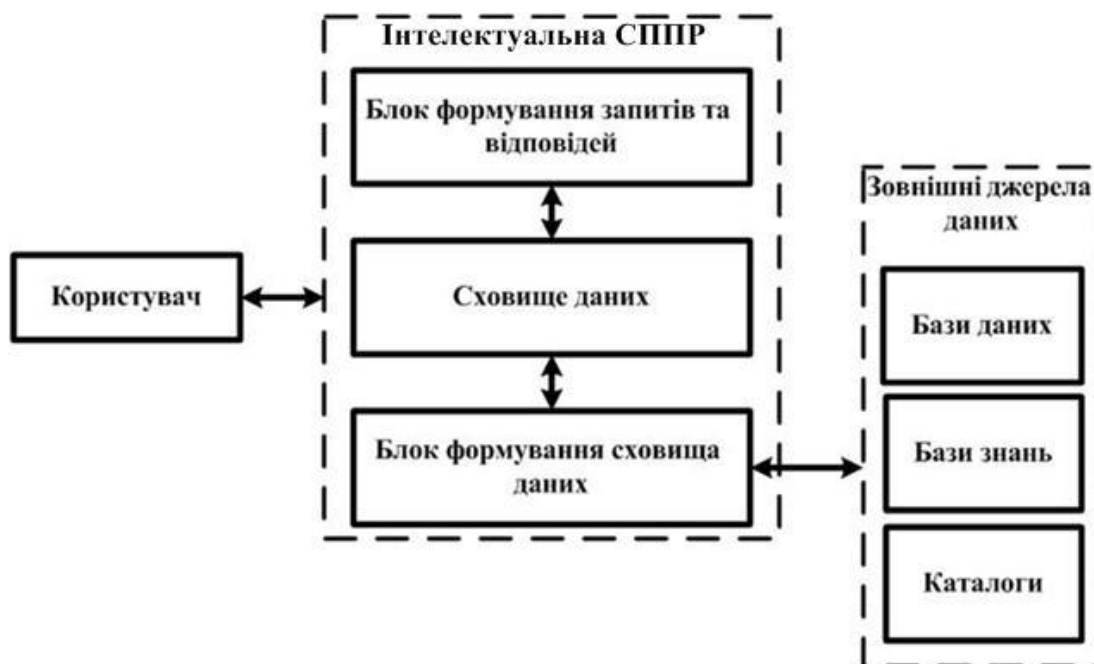 Інтелектуальна СППР
Блок формування запитів та
відповідей
Зовнішні джерела
даних
Користувач
Сховище даних
Бази даних
Блок формування сховища
даних
Бази знань
Каталоги